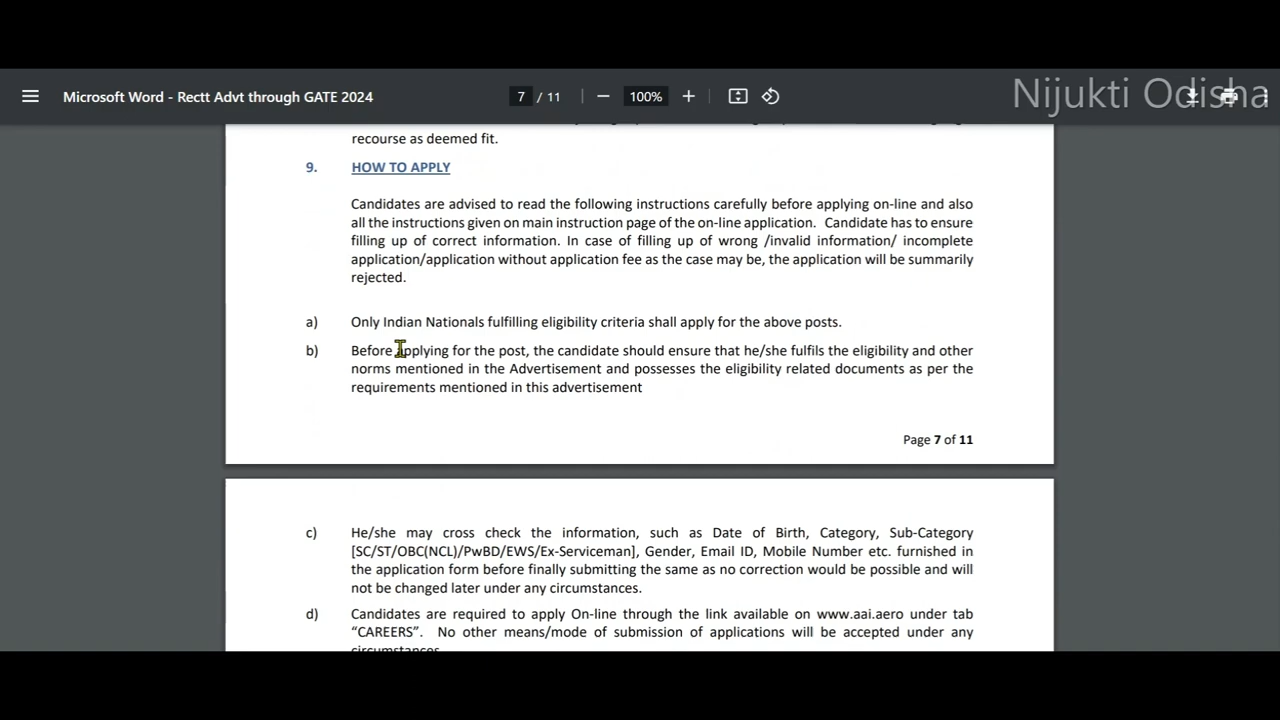 Microsoft Word - Rectt Advt through GATE 2024
7 / 11
100%
Nijukti Odisha
recourse as deemed fit.
9. HOW TO APPLY
Candidates are advised to read the following instructions carefully before applying on-line and also
all the instructions given on main instruction page of the on-line application. Candidate has to ensure
filling up of correct information. In case of filling up of wrong /invalid information/ incomplete
application/application without application fee as the case may be, the application will be summarily
rejected.
a) Only Indian Nationals fulfilling eligibility criteria shall apply for the above posts.
b) Before applying for the post, the candidate should ensure that he/she fulfils the eligibility and other
norms mentioned in the Advertisement and possesses the eligibility related documents as per the
requirements mentioned in this advertisement
Page 7 of 11
c) He/she may cross check the information, such as Date of Birth, Category, Sub-Category
[SC/ST/OBC(NCL)/PwBD/EWS/Ex-Serviceman], Gender, Email ID, Mobile Number etc. furnished in
the application form before finally submitting the same as no correction would be possible and will
not be changed later under any circumstances.
d) Candidates are required to apply On-line through the link available on www.aai.aero under tab
“CAREERS”. No other means/mode of submission of applications will be accepted under any
circumstances.